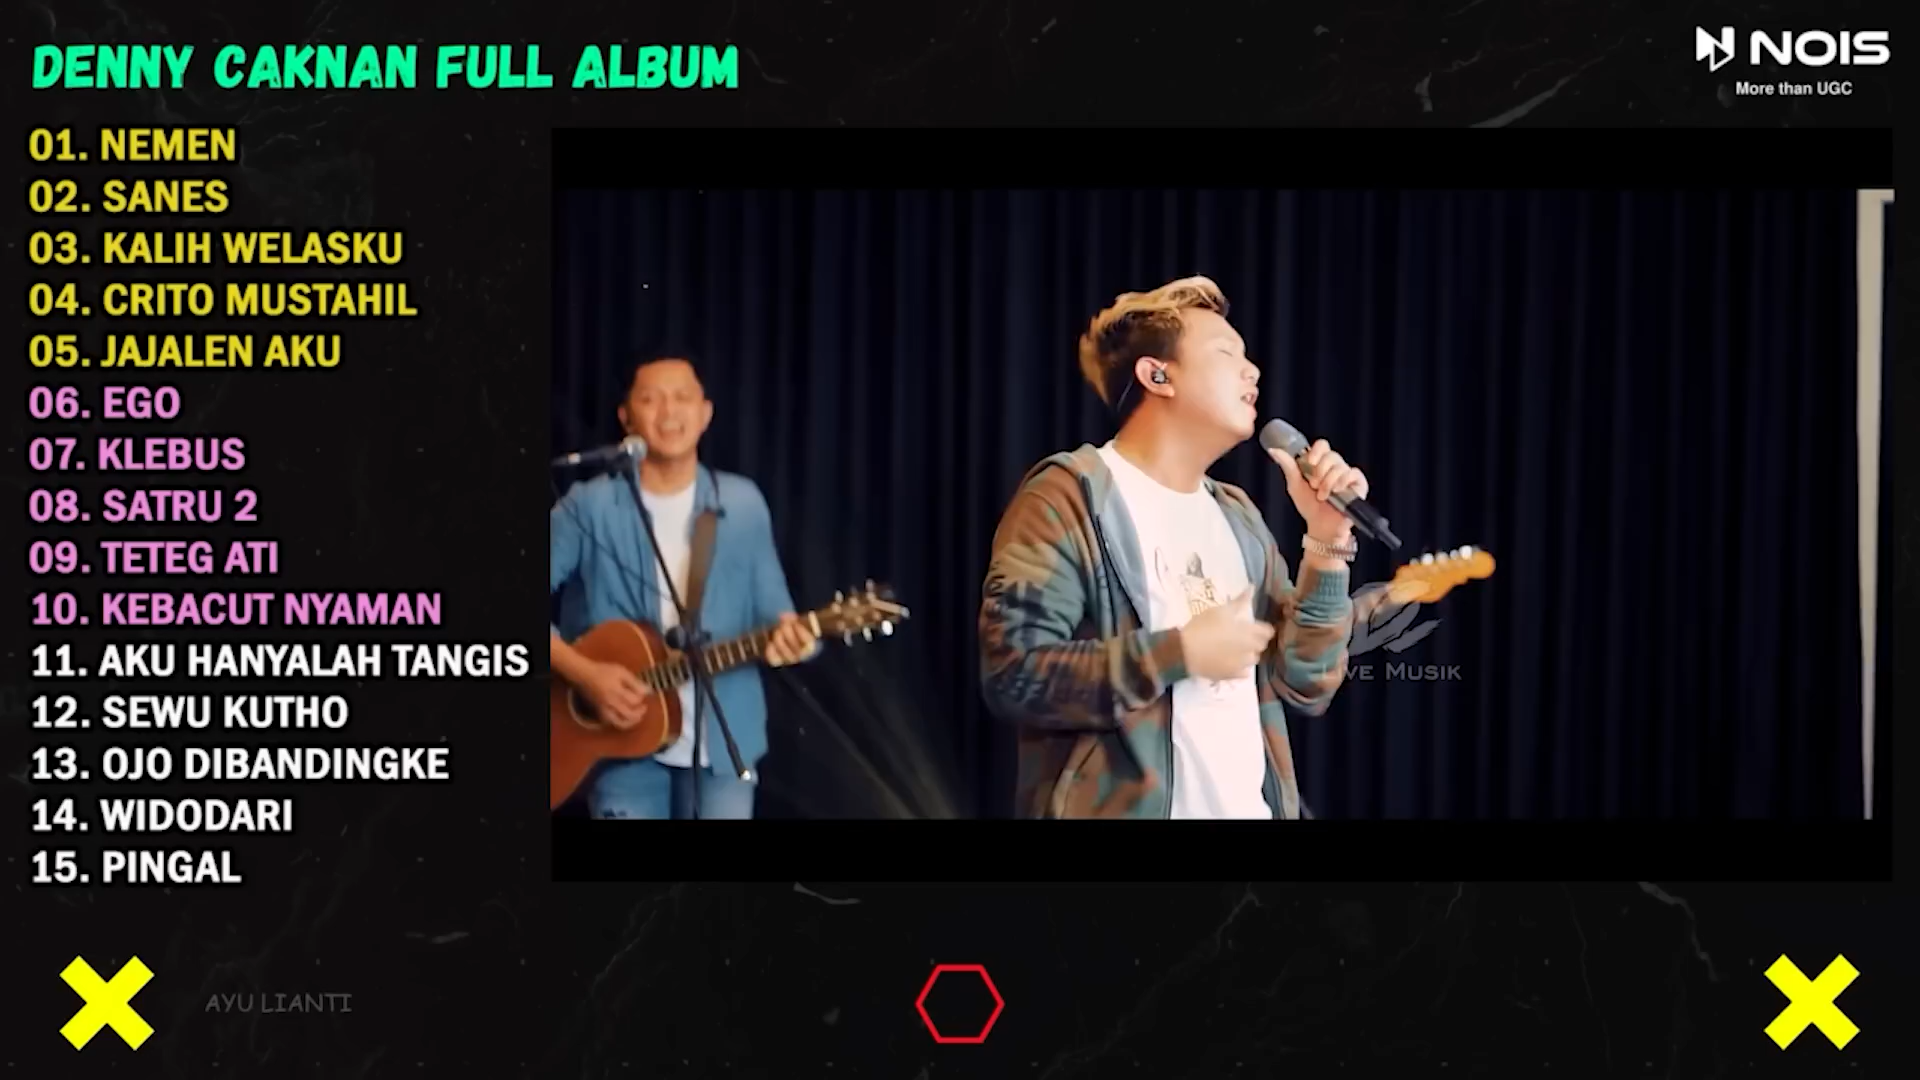 DENNY CAKNAN FULL ALBUM
NOIS
More than UGC
01. NEMEN
02. SANES
03. KALIH WELASKU
04. CRITO MUSTAHIL
05. JAJALEN AKU
06. EGO
07. KLEBUS
08. SATRU 2
09. TETEG ATI
10. KEBACUT NYAMAN
11. AKU HANYALAH TANGIS
12. SEWU KUTHO
13. OJO DIBANDINGKE
14. WIDODARI
15. PINGAL
LIVE MUSIK
AYU LIANTI